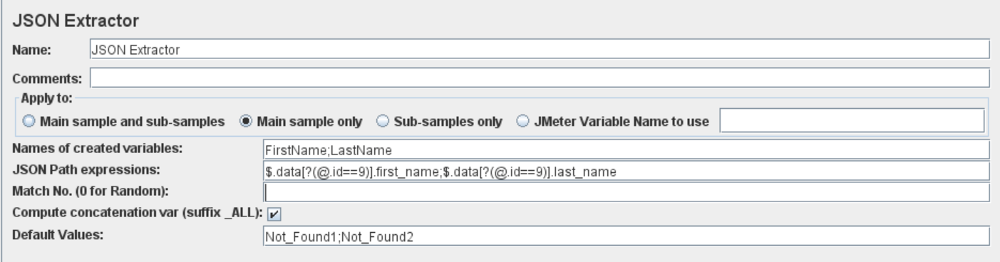 JSON Extractor
Name: JSON Extractor
Comments:
Apply to:
Main sample and sub-samples Main sample only Sub-samples only JMeter Variable Name to use
Names of created variables: FirstName;LastName
JSON Path expressions: $.data[?(@.id==9)].first_name;$.data[?(@.id==9)].last_name
Match No. (0 for Random):
Compute concatenation var (suffix _ALL):
Default Values: Not_Found1;Not_Found2